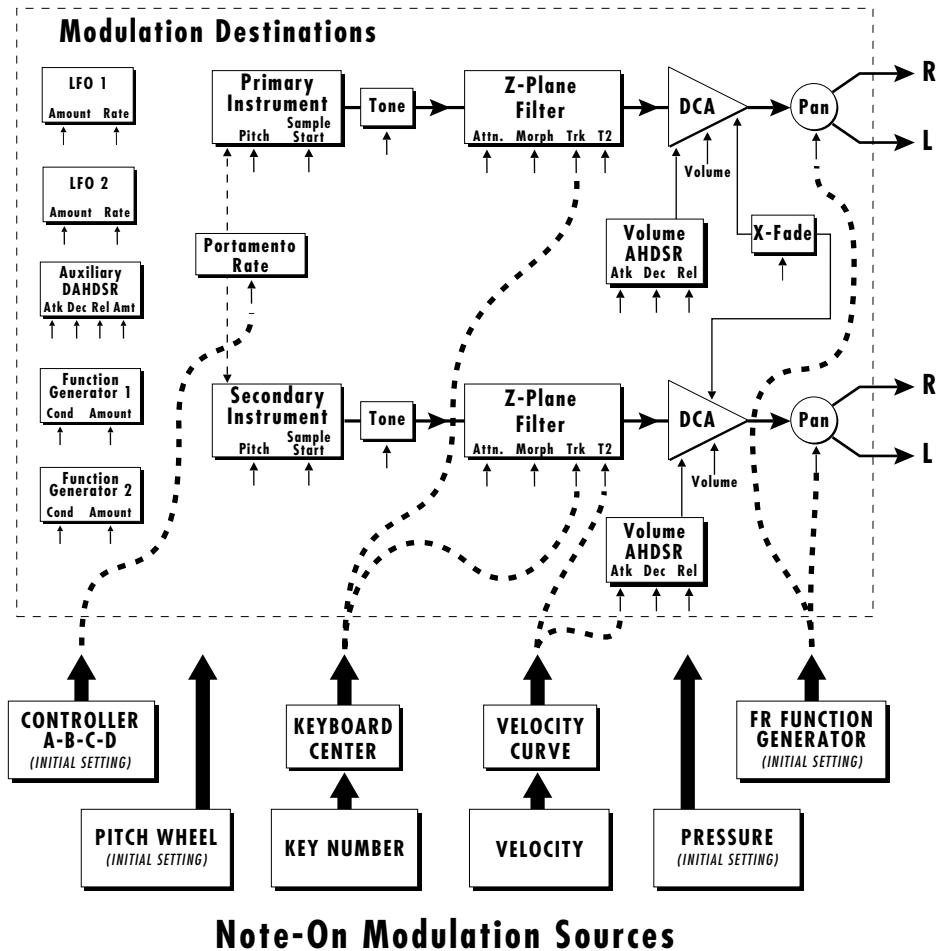 Modulation Destinations
LFO 1
Amount Rate
LFO 2
Amount Rate
Auxiliary
DAHDSR
Atk Dec Rel Amt
Function
Generator 1
Cond Amount
Function
Generator 2
Cond Amount
Primary
Instrument
Pitch Sample
Start
Tone
Z-Plane
Filter
Attn. Morph Trk T2
DCA
Volume
Pan
R
L
Portamento
Rate
Volume
AHDSR
Atk Dec Rel
X-Fade
Secondary
Instrument
Pitch Sample
Start
Tone
Z-Plane
Filter
Attn. Morph Trk T2
DCA
Volume
Pan
R
L
Volume
AHDSR
Atk Dec Rel
CONTROLLER
A-B-C-D
(INITIAL SETTING)
KEYBOARD
CENTER
VELOCITY
CURVE
FR FUNCTION
GENERATOR
(INITIAL SETTING)
PITCH WHEEL
(INITIAL SETTING)
KEY NUMBER
VELOCITY
PRESSURE
(INITIAL SETTING)
Note-On Modulation Sources